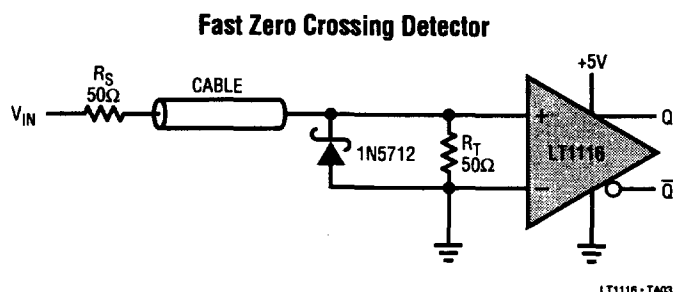 Fast Zero Crossing Detector
V_IN
R_S
50Ω
CABLE
1N5712
R_T
50Ω
+
−
LT1116
+5V
Q
Q̅
LT1116 • TA03